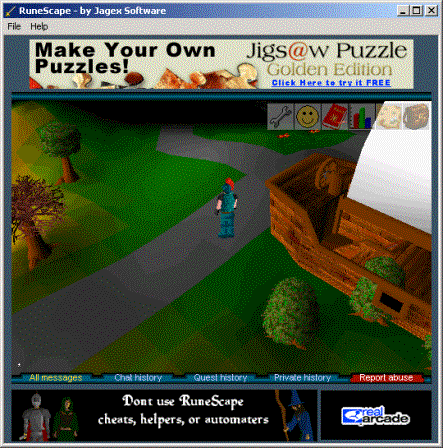 RuneScape - by Jagex Software
File Help
Make Your Own
Puzzles!
Jigs@w Puzzle
Golden Edition
Click Here to try it FREE
All messages Chat history Quest history Private history Report abuse
Dont use RuneScape
cheats, helpers, or automaters
real
arcade